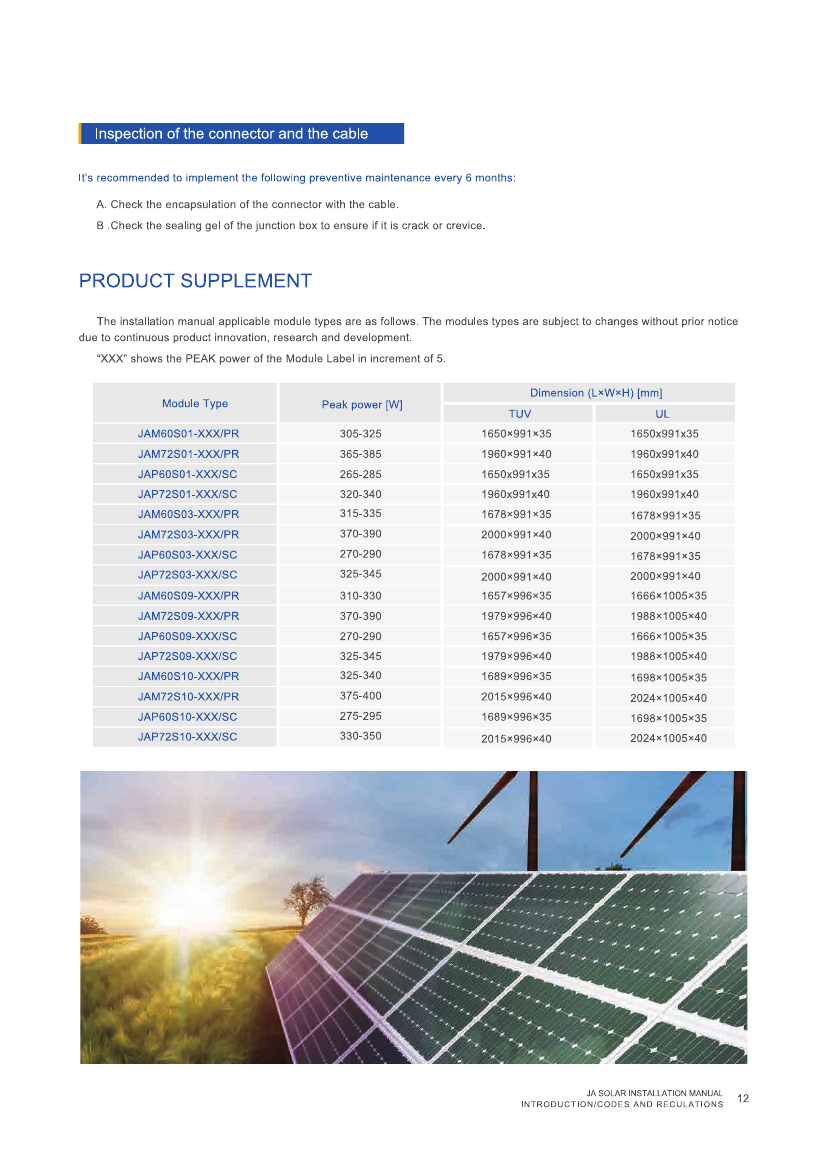 Inspection of the connector and the cable
It's recommended to implement the following preventive maintenance every 6 months:
A. Check the encapsulation of the connector with the cable.
B .Check the sealing gel of the junction box to ensure if it is crack or crevice.
PRODUCT SUPPLEMENT
The installation manual applicable module types are as follows. The modules types are subject to changes without prior notice
due to continuous product innovation, research and development.
“XXX” shows the PEAK power of the Module Label in increment of 5.
Module Type Peak power [W] Dimension (L×W×H) [mm]
TUV UL
JAM60S01-XXX/PR 305-325 1650×991×35 1650x991x35
JAM72S01-XXX/PR 365-385 1960×991×40 1960x991x40
JAP60S01-XXX/SC 265-285 1650x991x35 1650x991x35
JAP72S01-XXX/SC 320-340 1960x991x40 1960x991x40
JAM60S03-XXX/PR 315-335 1678×991×35 1678×991×35
JAM72S03-XXX/PR 370-390 2000×991×40 2000×991×40
JAP60S03-XXX/SC 270-290 1678×991×35 1678×991×35
JAP72S03-XXX/SC 325-345 2000×991×40 2000×991×40
JAM60S09-XXX/PR 310-330 1657×996×35 1666×1005×35
JAM72S09-XXX/PR 370-390 1979×996×40 1988×1005×40
JAP60S09-XXX/SC 270-290 1657×996×35 1666×1005×35
JAP72S09-XXX/SC 325-345 1979×996×40 1988×1005×40
JAM60S10-XXX/PR 325-340 1689×996×35 1698×1005×35
JAM72S10-XXX/PR 375-400 2015×996×40 2024×1005×40
JAP60S10-XXX/SC 275-295 1689×996×35 1698×1005×35
JAP72S10-XXX/SC 330-350 2015×996×40 2024×1005×40
JA SOLAR INSTALLATION MANUAL
INTRODUCTION/CODES AND RECULATIONS 12